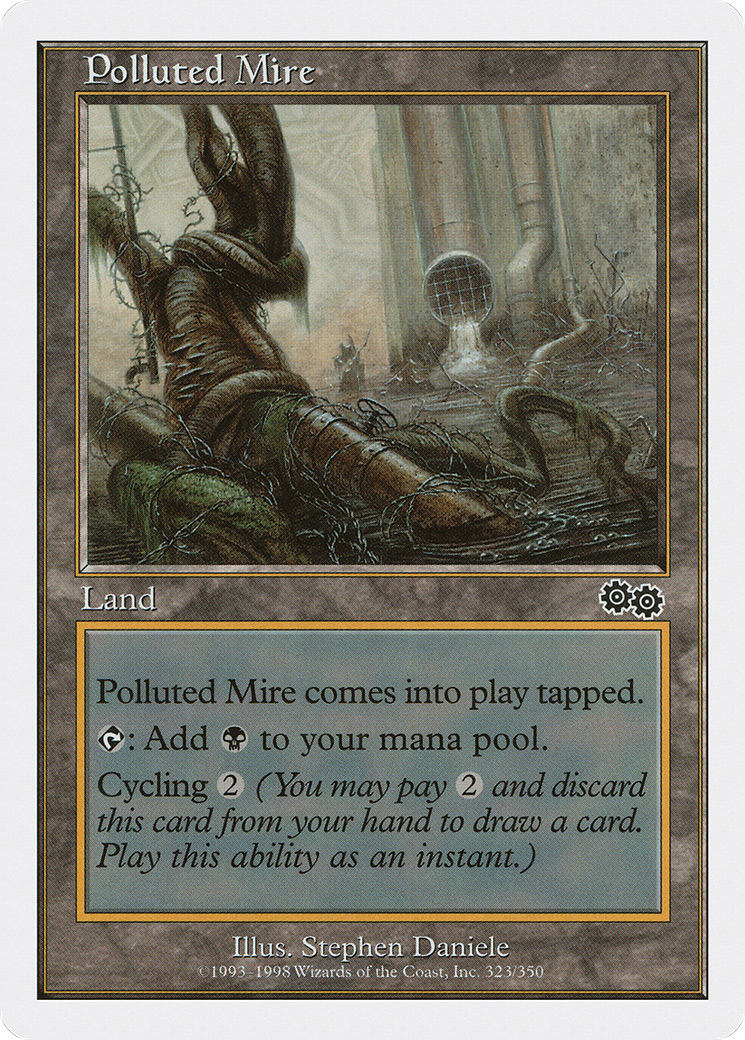 Polluted Mire
Land
Polluted Mire comes into play tapped.
: Add to your mana pool.
Cycling 2 (You may pay 2 and discard
this card from your hand to draw a card.
Play this ability as an instant.)
Illus. Stephen Daniele
©1993-1998 Wizards of the Coast, Inc. 323/350